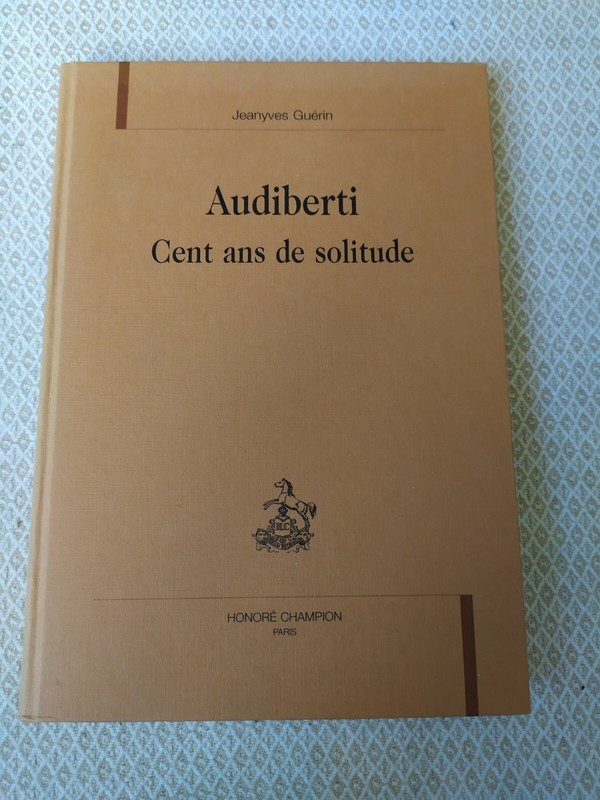 Jeanyves Guérin
Audiberti
Cent ans de solitude
HONORÉ CHAMPION
PARIS